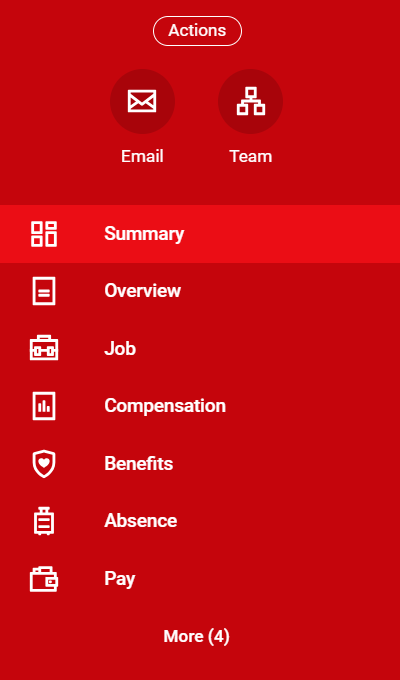 Actions
Email Team
Summary
Overview
Job
Compensation
Benefits
Absence
Pay
More (4)